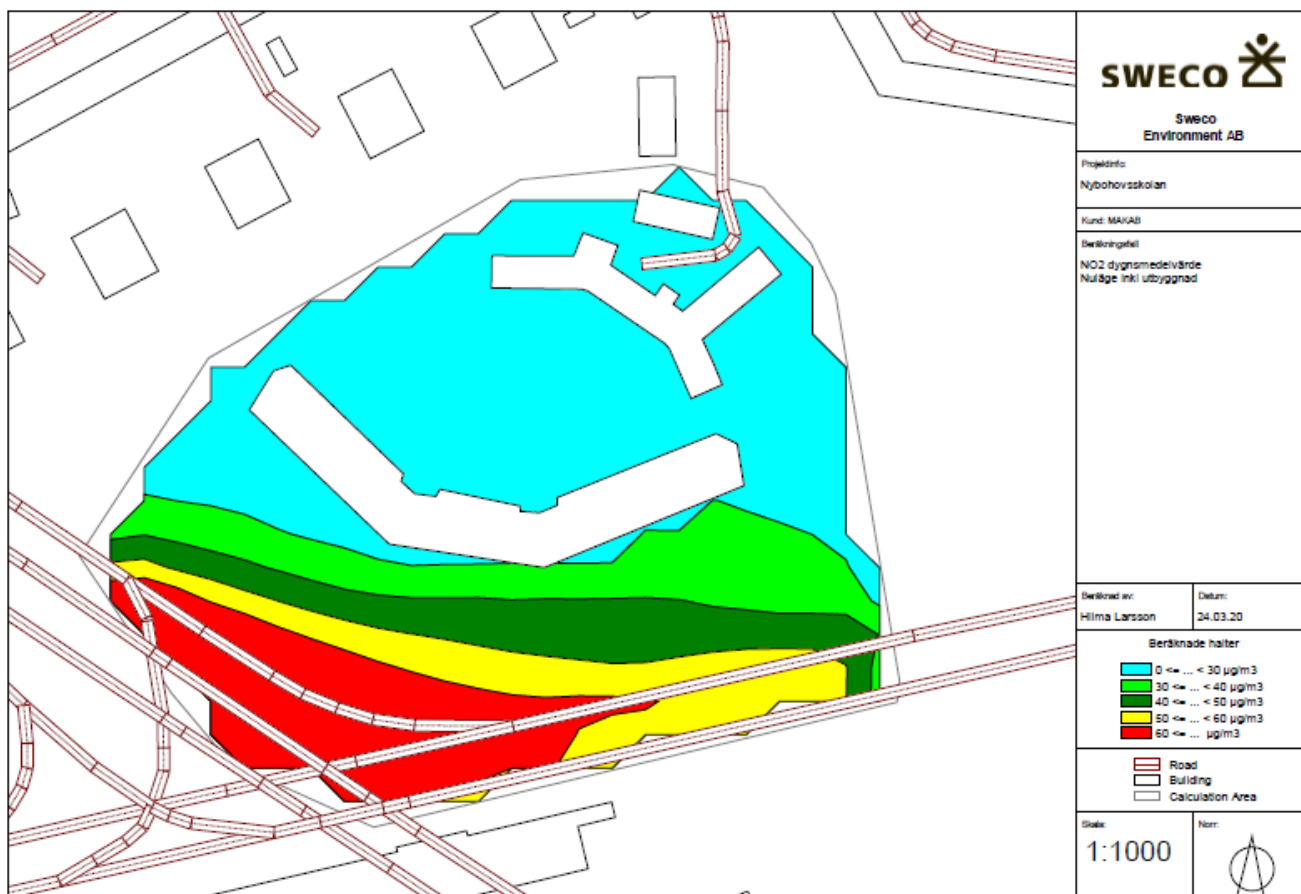 SWECO
Sweco
Environment AB
Projektinfo:
Nybohovsskolan
Kund: MAKAB
Beräkningsfall
NO2 dygnsmedelvärde
Nuläge inkl utbyggnad
Beräknad av:
Hilma Larsson
Datum:
24.03.20
Beräknade halter
0 <= ... < 30 µg/m3
30 <= ... < 40 µg/m3
40 <= ... < 50 µg/m3
50 <= ... < 60 µg/m3
60 <= ... µg/m3
Road
Building
Calculation Area
Skala:
1:1000
Norr: